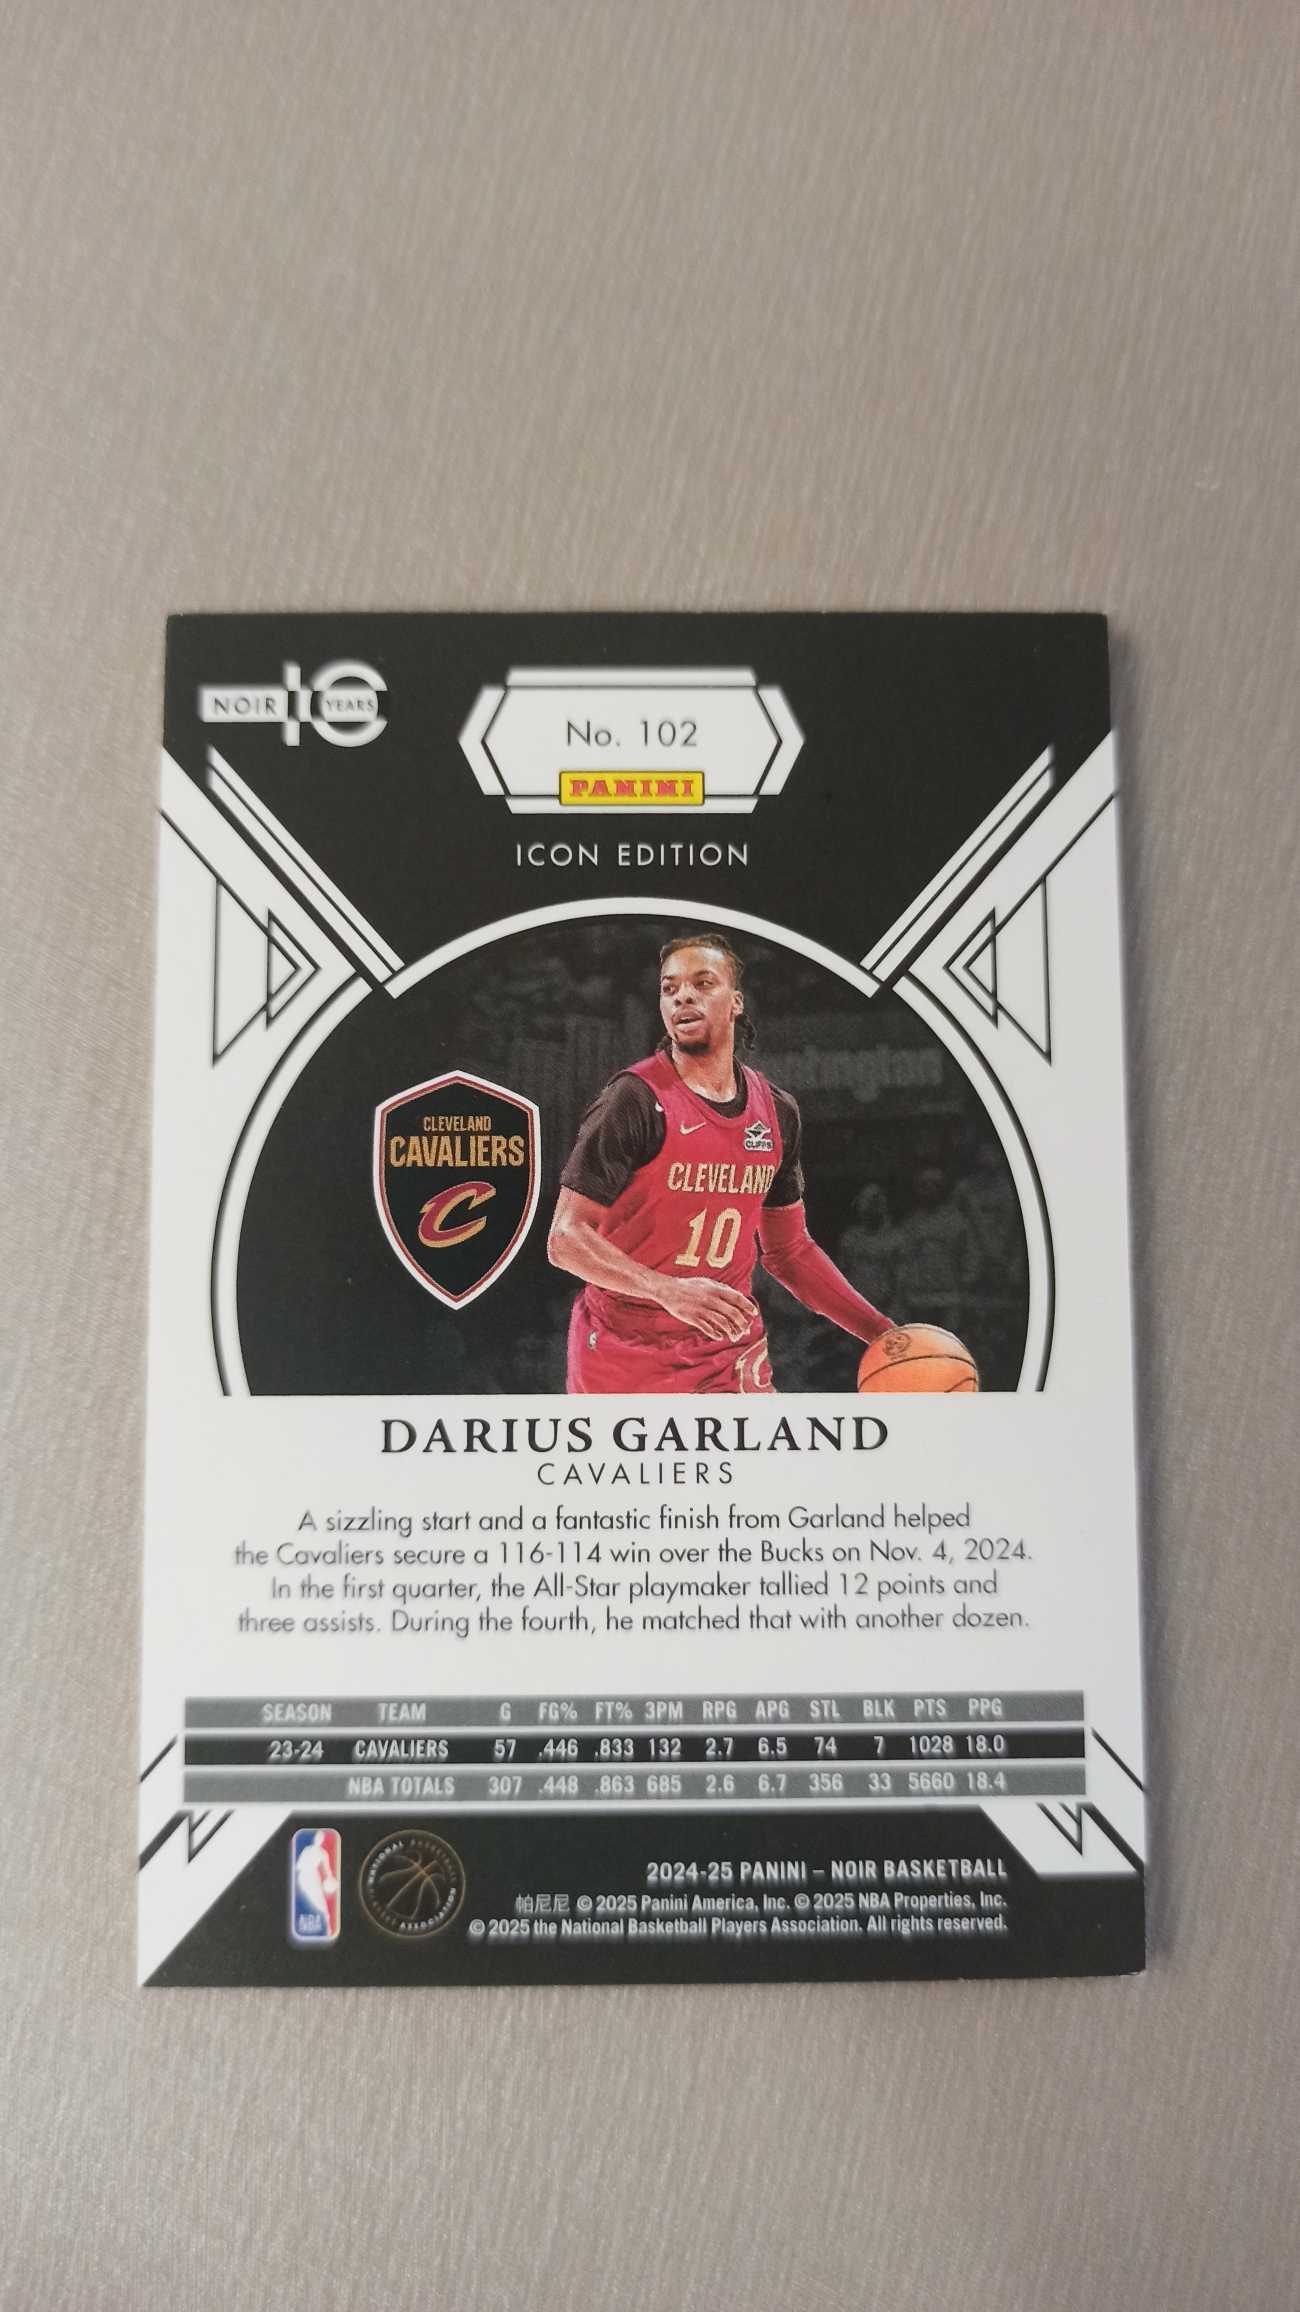 NOIR 10 YEARS
No. 102
PANINI
ICON EDITION
CLEVELAND
CAVALIERS
C
CLIFFS
CLEVELAND
10
DARIUS GARLAND
CAVALIERS
A sizzling start and a fantastic finish from Garland helped
the Cavaliers secure a 116-114 win over the Bucks on Nov. 4, 2024.
In the first quarter, the All-Star playmaker tallied 12 points and
three assists. During the fourth, he matched that with another dozen.
SEASON TEAM G FG% FT% 3PM RPG APG STL BLK PTS PPG
23-24 CAVALIERS 57 .446 .833 132 2.7 6.5 74 7 1028 18.0
NBA TOTALS 307 .448 .863 685 2.6 6.7 356 33 5660 18.4
NBA
NATIONAL BASKETBALL ASSOCIATION
2024-25 PANINI – NOIR BASKETBALL
帕尼尼 © 2025 Panini America, Inc. © 2025 NBA Properties, Inc.
© 2025 the National Basketball Players Association. All rights reserved.